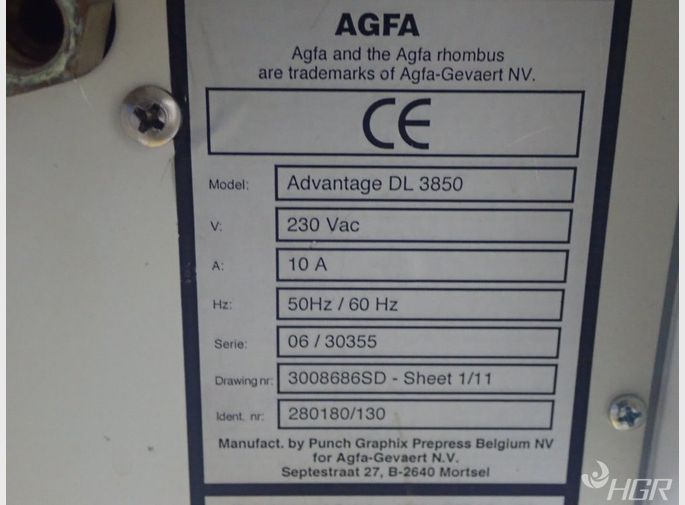 AGFA
Agfa and the Agfa rhombus
are trademarks of Agfa-Gevaert NV.
CE
Model: Advantage DL 3850
V: 230 Vac
A: 10 A
Hz: 50Hz / 60 Hz
Serie: 06 / 30355
Drawing nr: 3008686SD - Sheet 1/11
Ident. nr: 280180/130
Manufact. by Punch Graphix Prepress Belgium NV
for Agfa-Gevaert N.V.
Septestraat 27, B-2640 Mortsel
HGR